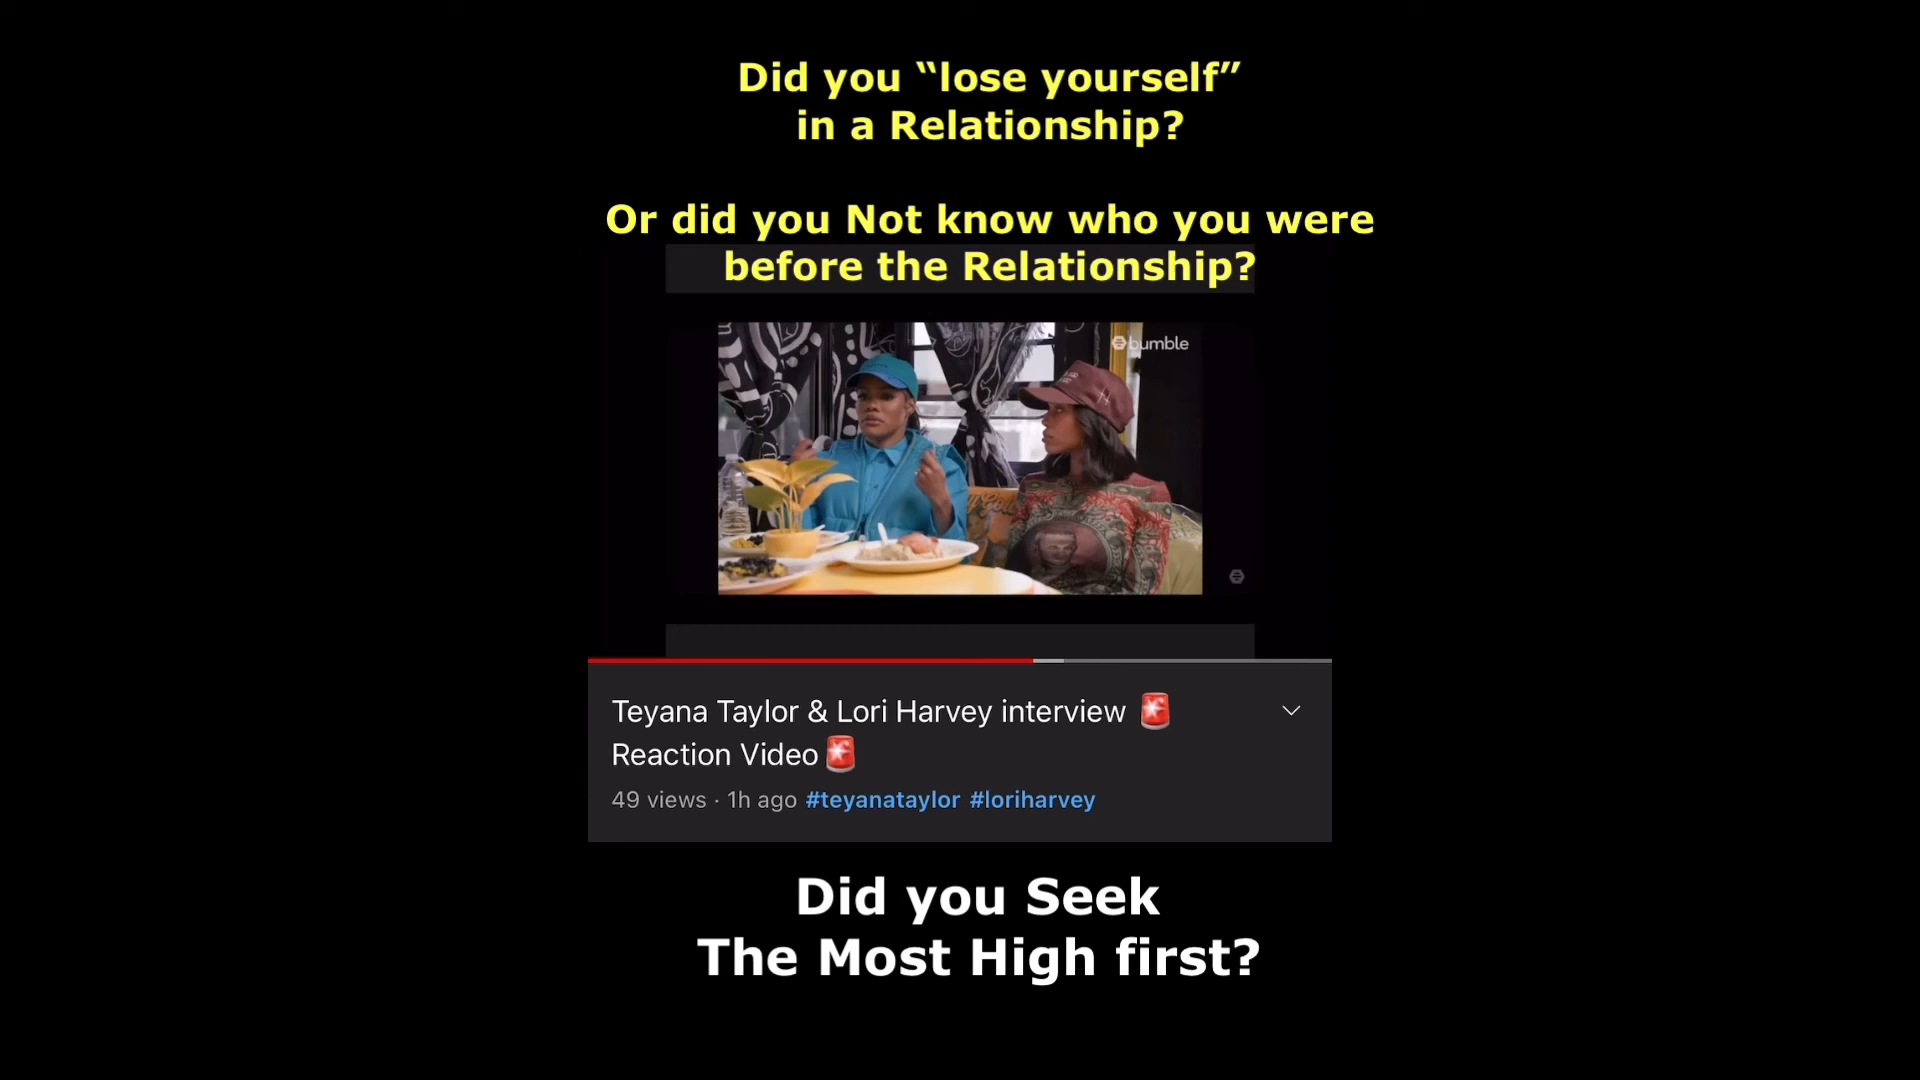 Did you “lose yourself”
in a Relationship?
Or did you Not know who you were
before the Relationship?
bumble
Teyana Taylor & Lori Harvey interview 🚨
Reaction Video 🚨
49 views · 1h ago #teyanataylor #loriharvey
Did you Seek
The Most High first?